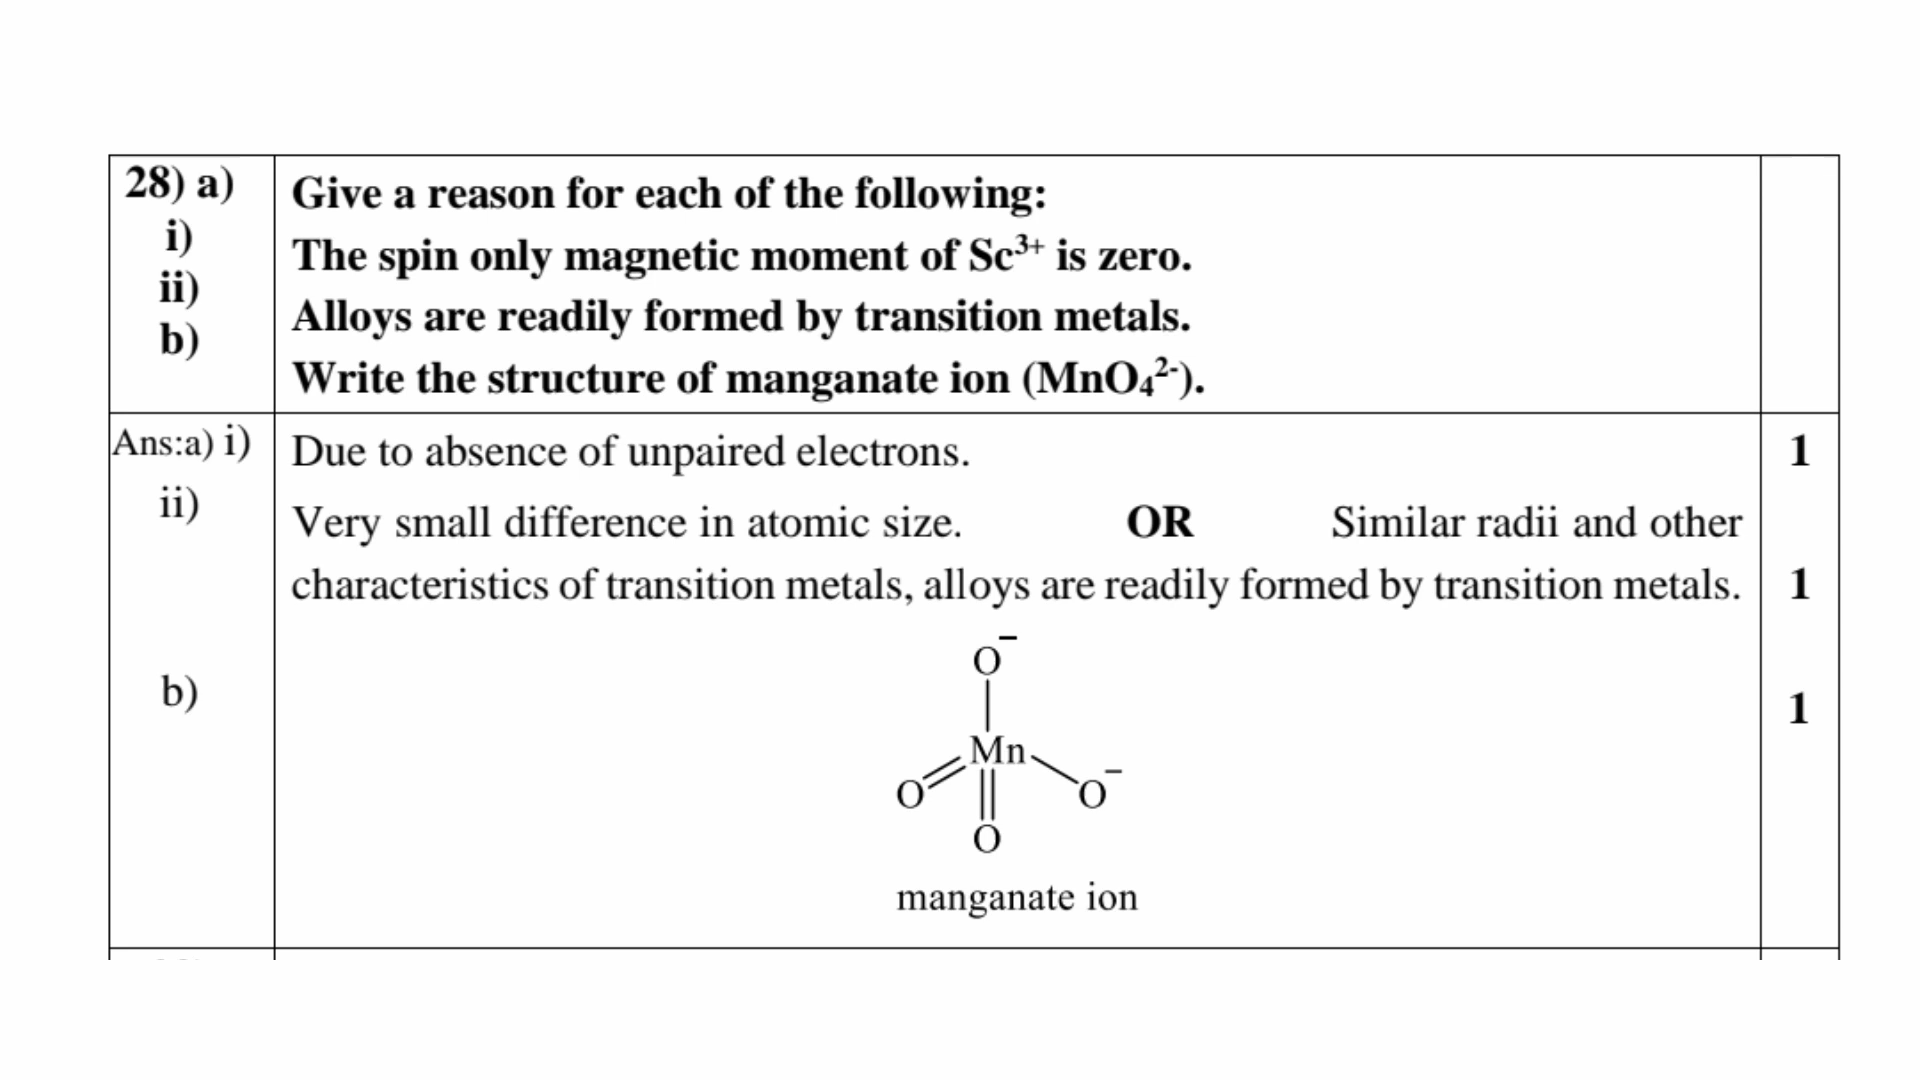 28) a)
Give a reason for each of the following:
i)
The spin only magnetic moment of Sc³⁺ is zero.
ii)
Alloys are readily formed by transition metals.
b)
Write the structure of manganate ion (MnO₄²⁻).
Ans:a) i)
Due to absence of unpaired electrons.
1
ii)
Very small difference in atomic size. OR Similar radii and other
characteristics of transition metals, alloys are readily formed by transition metals.
1
b)
O⁻
Mn
O
O⁻
O
1
manganate ion